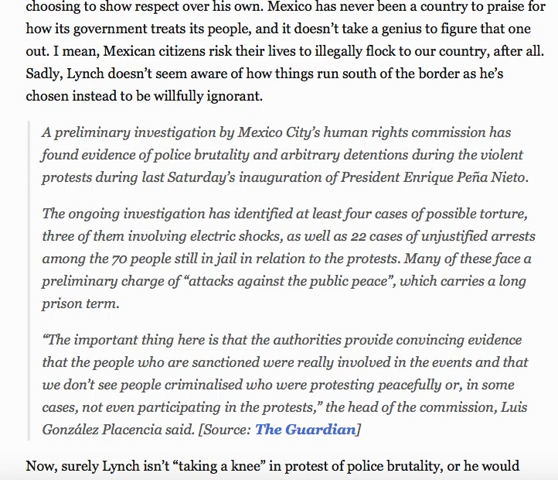 choosing to show respect over his own. Mexico has never been a country to praise for
how its government treats its people, and it doesn’t take a genius to figure that one
out. I mean, Mexican citizens risk their lives to illegally flock to our country, after all.
Sadly, Lynch doesn’t seem aware of how things run south of the border as he’s
chosen instead to be willfully ignorant.
A preliminary investigation by Mexico City’s human rights commission has
found evidence of police brutality and arbitrary detentions during the violent
protests during last Saturday’s inauguration of President Enrique Peña Nieto.
The ongoing investigation has identified at least four cases of possible torture,
three of them involving electric shocks, as well as 22 cases of unjustified arrests
among the 70 people still in jail in relation to the protests. Many of these face a
preliminary charge of “attacks against the public peace”, which carries a long
prison term.
“The important thing here is that the authorities provide convincing evidence
that the people who are sanctioned were really involved in the events and that
we don’t see people criminalised who were protesting peacefully or, in some
cases, not even participating in the protests,” the head of the commission, Luis
González Placencia said. [Source: The Guardian]
Now, surely Lynch isn’t “taking a knee” in protest of police brutality, or he would